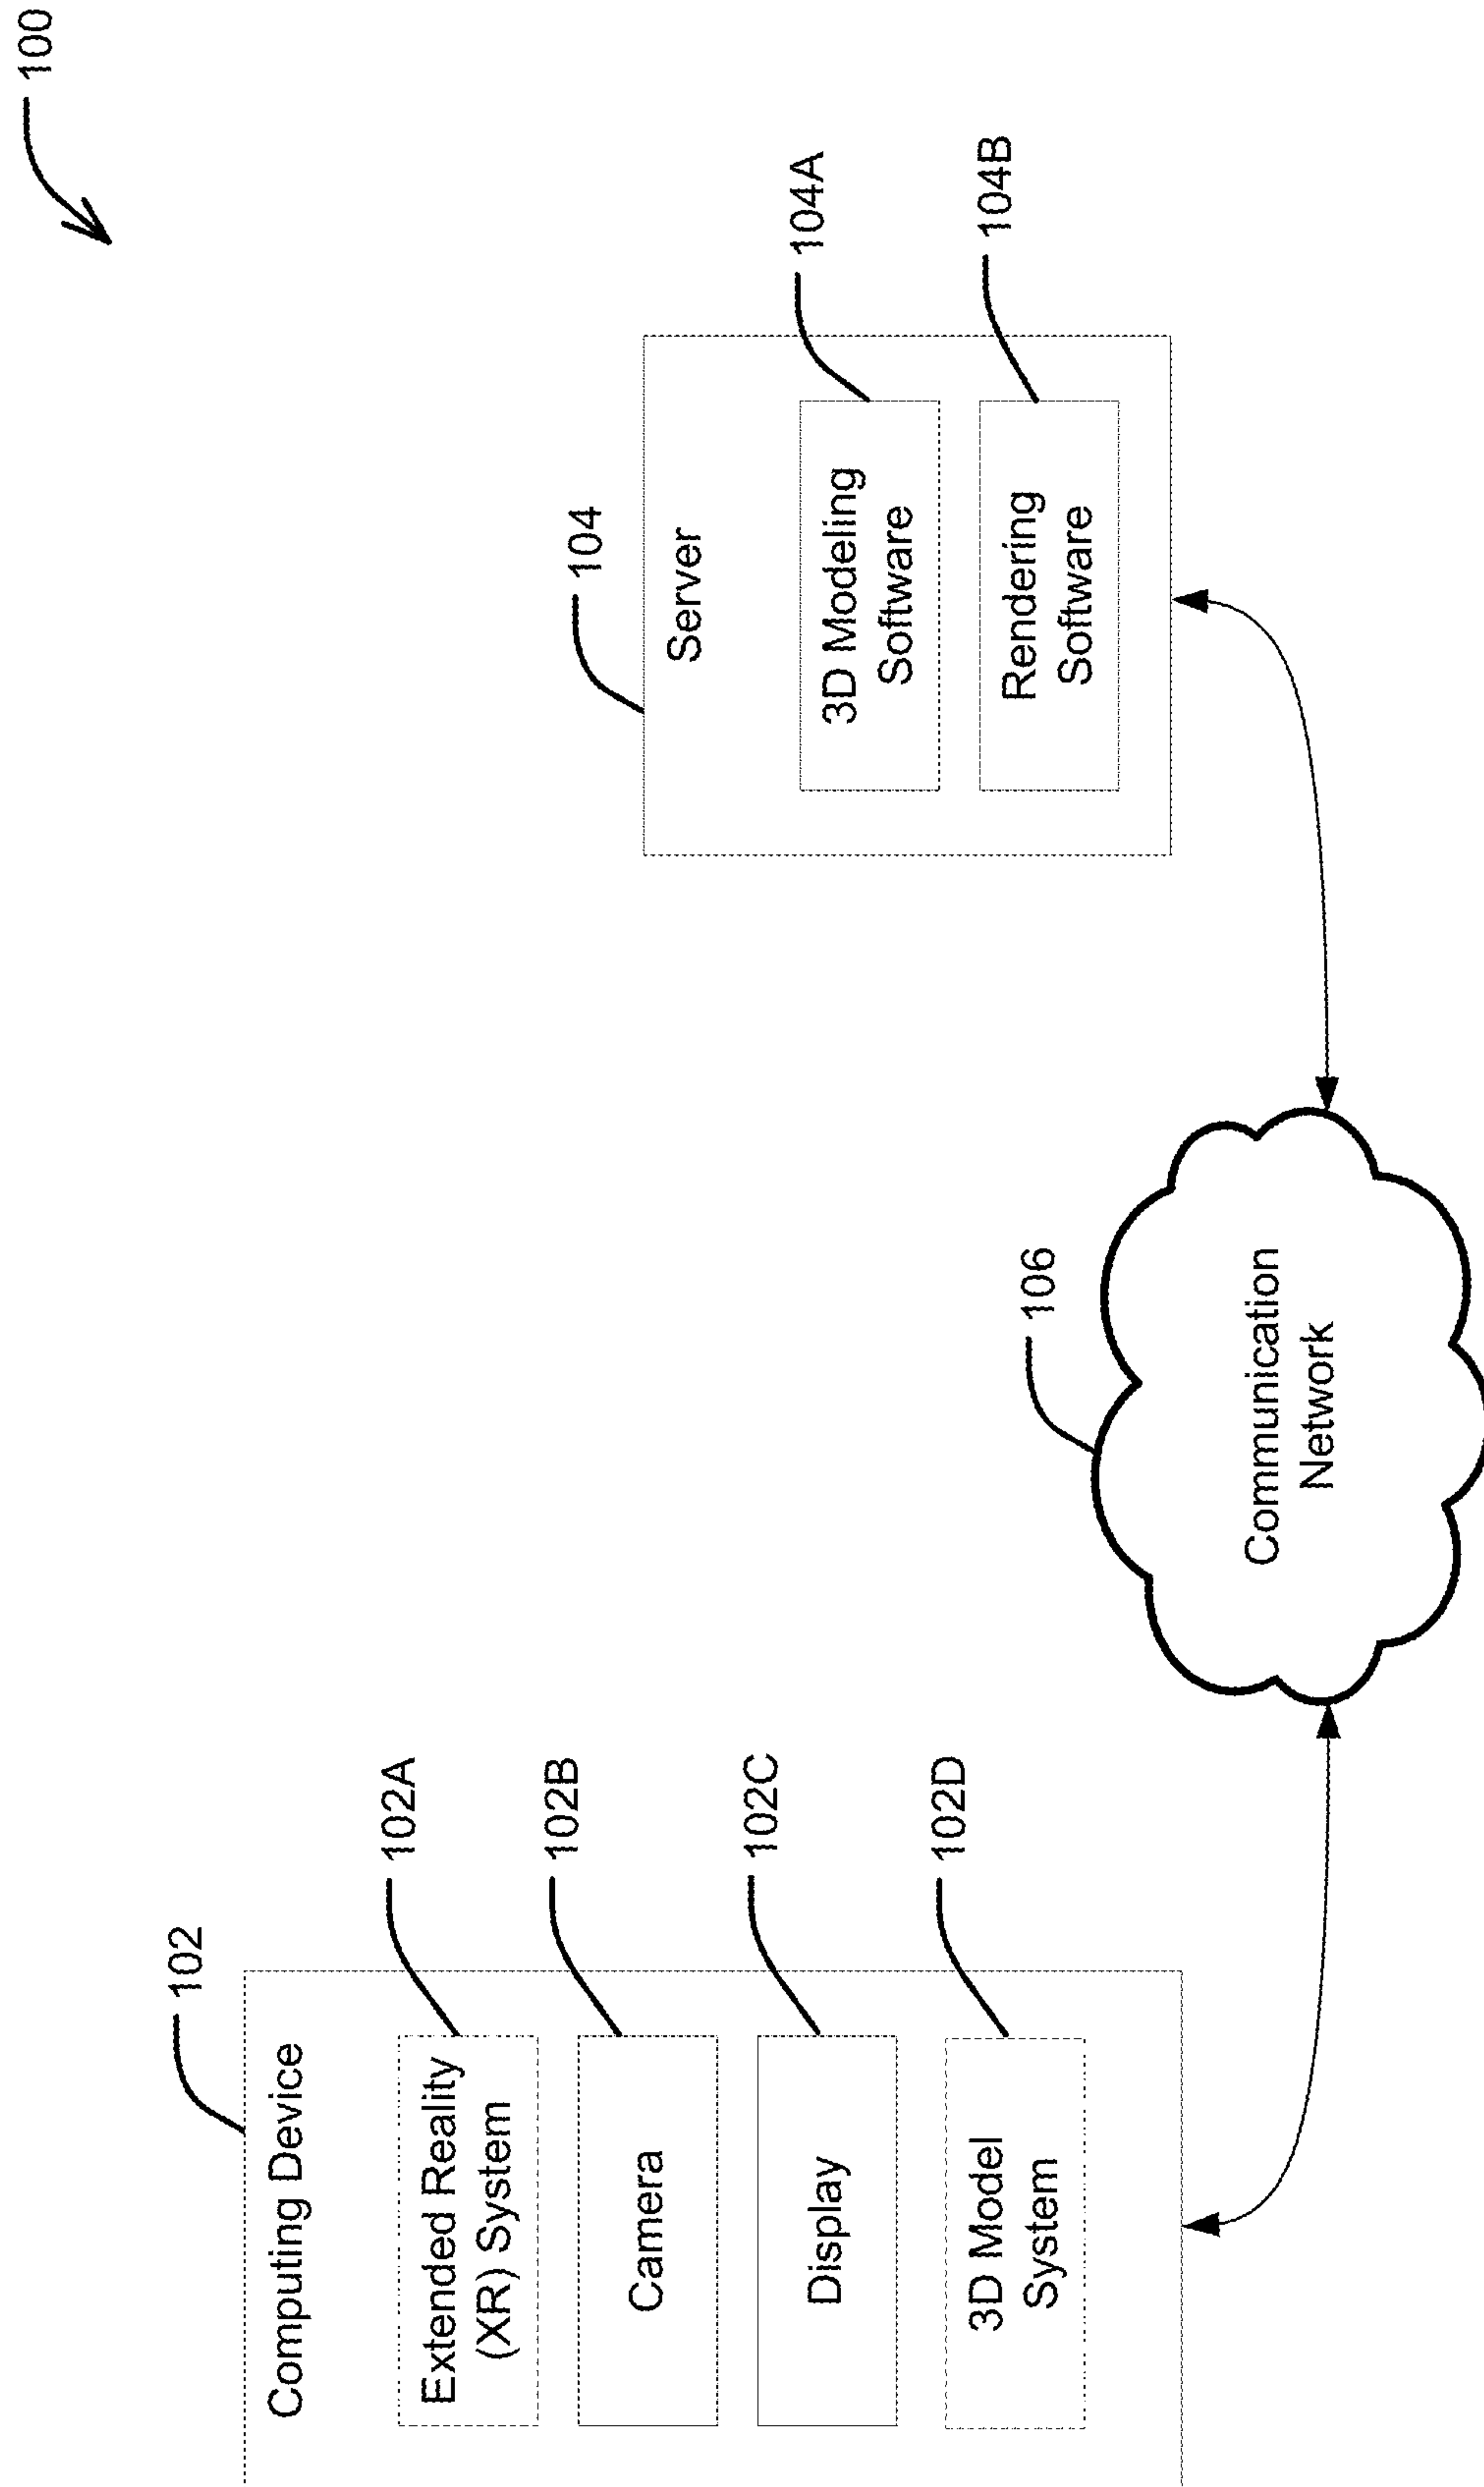 100
102
Computing Device
102A
Extended Reality
(XR) System
102B
Camera
102C
Display
102D
3D Model
System
104
Server
104A
3D Modeling
Software
104B
Rendering
Software
106
Communication
Network